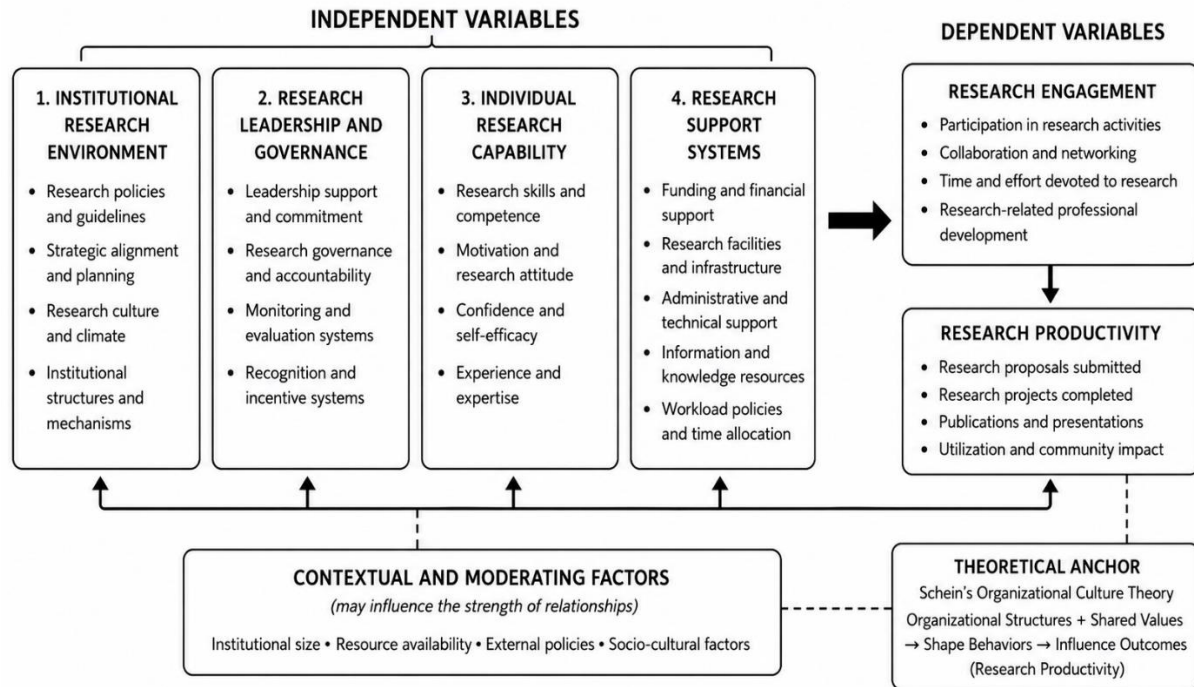 INDEPENDENT VARIABLES
1. INSTITUTIONAL
RESEARCH
ENVIRONMENT
• Research policies
and guidelines
• Strategic alignment
and planning
• Research culture
and climate
• Institutional
structures and
mechanisms
2. RESEARCH
LEADERSHIP AND
GOVERNANCE
• Leadership support
and commitment
• Research governance
and accountability
• Monitoring and
evaluation systems
• Recognition and
incentive systems
3. INDIVIDUAL
RESEARCH
CAPABILITY
• Research skills and
competence
• Motivation and
research attitude
• Confidence and
self-efficacy
• Experience and
expertise
4. RESEARCH
SUPPORT
SYSTEMS
• Funding and financial
support
• Research facilities
and infrastructure
• Administrative and
technical support
• Information and
knowledge resources
• Workload policies
and time allocation
DEPENDENT VARIABLES
RESEARCH ENGAGEMENT
• Participation in research activities
• Collaboration and networking
• Time and effort devoted to research
• Research-related professional
development
RESEARCH PRODUCTIVITY
• Research proposals submitted
• Research projects completed
• Publications and presentations
• Utilization and community impact
CONTEXTUAL AND MODERATING FACTORS
(may influence the strength of relationships)
Institutional size • Resource availability • External policies • Socio-cultural factors
THEORETICAL ANCHOR
Schein's Organizational Culture Theory
Organizational Structures + Shared Values
→ Shape Behaviors → Influence Outcomes
(Research Productivity)